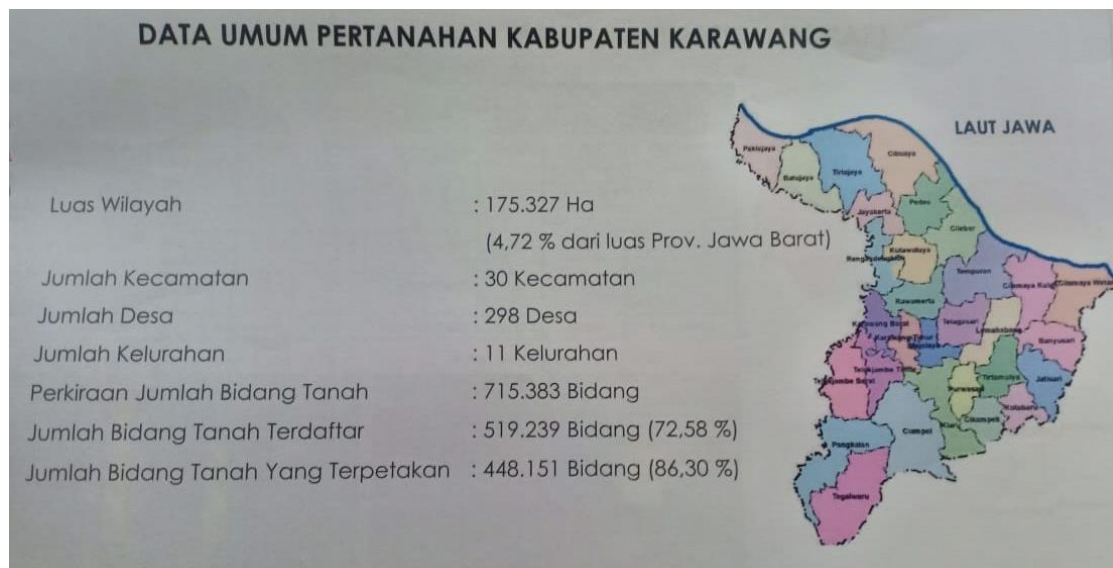 DATA UMUM PERTANAHAN KABUPATEN KARAWANG
Luas Wilayah : 175.327 Ha
(4,72 % dari luas Prov. Jawa Barat)
Jumlah Kecamatan : 30 Kecamatan
Jumlah Desa : 298 Desa
Jumlah Kelurahan : 11 Kelurahan
Perkiraan Jumlah Bidang Tanah : 715.383 Bidang
Jumlah Bidang Tanah Terdaftar : 519.239 Bidang (72,58 %)
Jumlah Bidang Tanah Yang Terpetakan : 448.151 Bidang (86,30 %)
LAUT JAWA
Pakisjaya
Batujaya
Tirtajaya
Cibuaya
Jayakerta
Pedes
Cilebar
Kutawaluya
Rengasdengklok
Tempuran
Rawamerta
Cilamaya Kulon
Cilamaya Wetan
Karawang Barat
Karawang Timur
Telagasari
Lemahabang
Banyusari
Telukjambe Timur
Telukjambe Barat
Tirtamulya
Jatisari
Purwasari
Kotabaru
Cikampek
Klari
Ciampel
Pangkalan
Tegalwaru